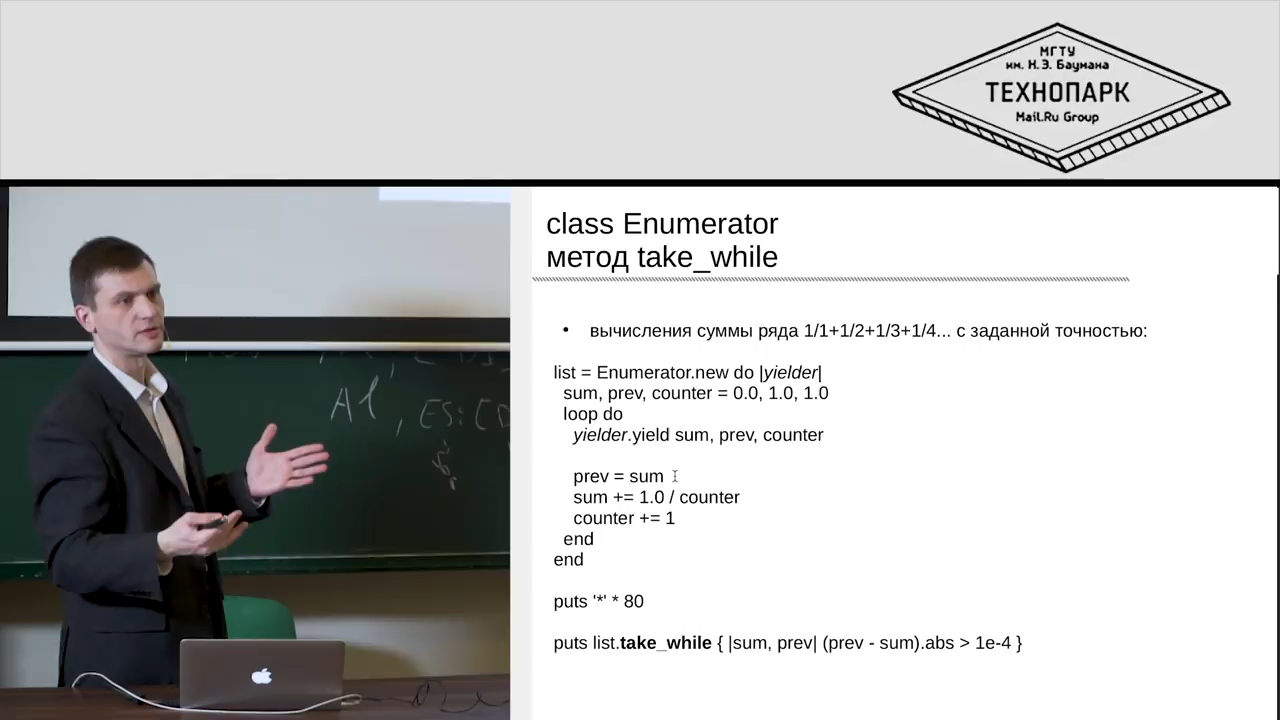 МГТУ
им. Н.Э. Баумана
ТЕХНОПАРК
Mail.Ru Group
class Enumerator
метод take_while
• вычисления суммы ряда 1/1+1/2+1/3+1/4... с заданной точностью:
list = Enumerator.new do |yielder|
sum, prev, counter = 0.0, 1.0, 1.0
loop do
yielder.yield sum, prev, counter
prev = sum
sum += 1.0 / counter
counter += 1
end
end
puts '*' * 80
puts list.take_while { |sum, prev| (prev - sum).abs > 1e-4 }